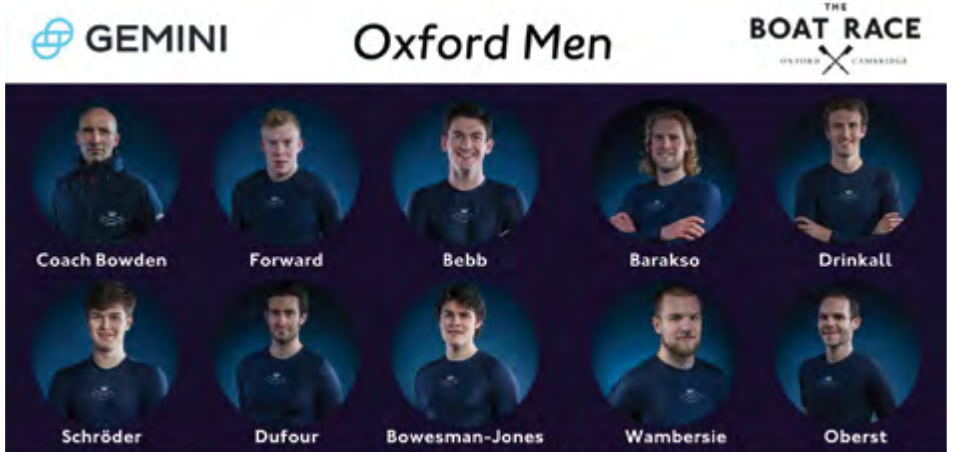 GEMINI
Oxford Men
THE
BOAT RACE
OXFORD CAMBRIDGE
Coach Bowden
Forward
Bebb
Barakso
Drinkall
Schröder
Dufour
Bowesman-Jones
Wambersie
Oberst